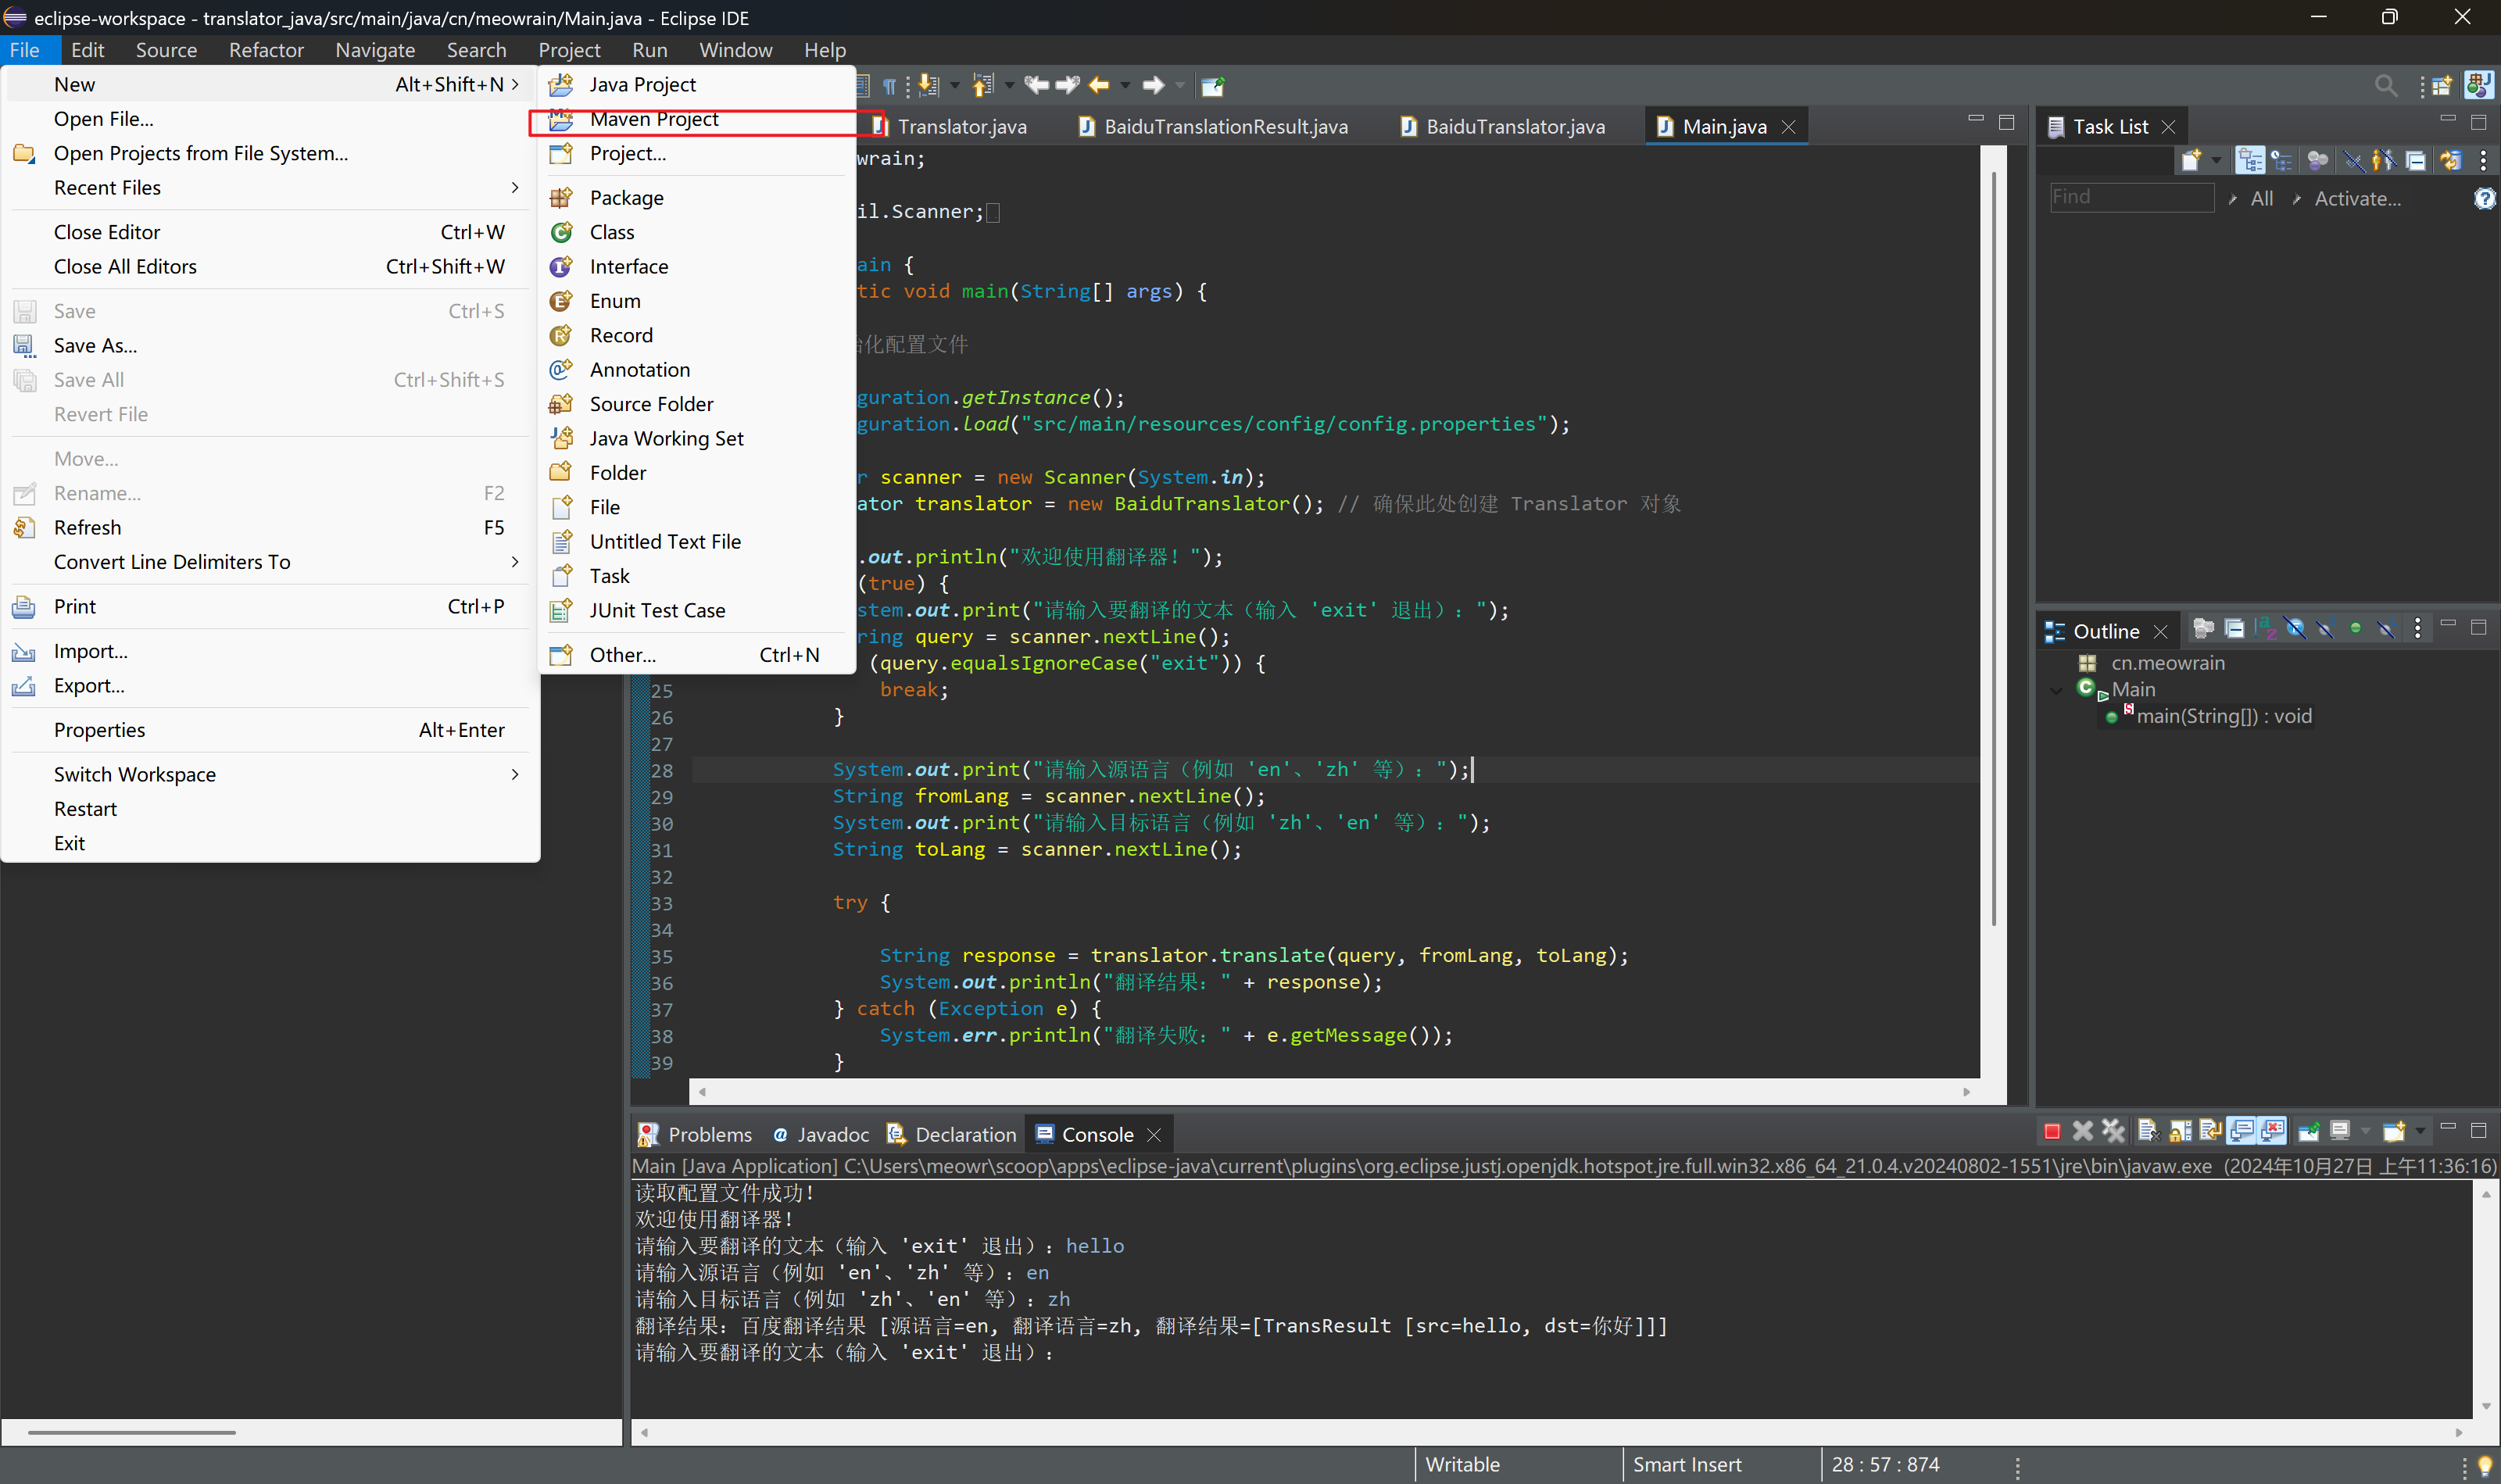 eclipse-workspace - translator_java/src/main/java/cn/meowrain/Main.java - Eclipse IDE
File Edit Source Refactor Navigate Search Project Run Window Help
New Alt+Shift+N
Open File...
Open Projects from File System...
Recent Files
Close Editor Ctrl+W
Close All Editors Ctrl+Shift+W
Save Ctrl+S
Save As...
Save All Ctrl+Shift+S
Revert File
Move...
Rename... F2
Refresh F5
Convert Line Delimiters To
Print Ctrl+P
Import...
Export...
Properties Alt+Enter
Switch Workspace
Restart
Exit
Java Project
Maven Project
Project...
Package
Class
Interface
Enum
Record
Annotation
Source Folder
Java Working Set
Folder
File
Untitled Text File
Task
JUnit Test Case
Other... Ctrl+N
Translator.java BaiduTranslationResult.java BaiduTranslator.java Main.java
wrain;
il.Scanner;
ain {
tic void main(String[] args) {
化配置文件
guration.getInstance();
guration.load("src/main/resources/config/config.properties");
r scanner = new Scanner(System.in);
ator translator = new BaiduTranslator(); // 确保此处创建 Translator 对象
.out.println("欢迎使用翻译器！");
(true) {
stem.out.print("请输入要翻译的文本（输入 'exit' 退出）：");
ring query = scanner.nextLine();
(query.equalsIgnoreCase("exit")) {
25 break;
26 }
27
28 System.out.print("请输入源语言（例如 'en'、'zh' 等）：");
29 String fromLang = scanner.nextLine();
30 System.out.print("请输入目标语言（例如 'zh'、'en' 等）：");
31 String toLang = scanner.nextLine();
32
33 try {
34
35 String response = translator.translate(query, fromLang, toLang);
36 System.out.println("翻译结果：" + response);
37 } catch (Exception e) {
38 System.err.println("翻译失败：" + e.getMessage());
39 }
Task List
Find All Activate...
Outline
cn.meowrain
Main
main(String[]) : void
Problems Javadoc Declaration Console
Main [Java Application] C:\Users\meowr\scoop\apps\eclipse-java\current\plugins\org.eclipse.justj.openjdk.hotspot.jre.full.win32.x86_64_21.0.4.v20240802-1551\jre\bin\javaw.exe (2024年10月27日 上午11:36:16)
读取配置文件成功！
欢迎使用翻译器！
请输入要翻译的文本（输入 'exit' 退出）：hello
请输入源语言（例如 'en'、'zh' 等）：en
请输入目标语言（例如 'zh'、'en' 等）：zh
翻译结果：百度翻译结果 [源语言=en, 翻译语言=zh, 翻译结果=[TransResult [src=hello, dst=你好]]]
请输入要翻译的文本（输入 'exit' 退出）：
Writable Smart Insert 28 : 57 : 874